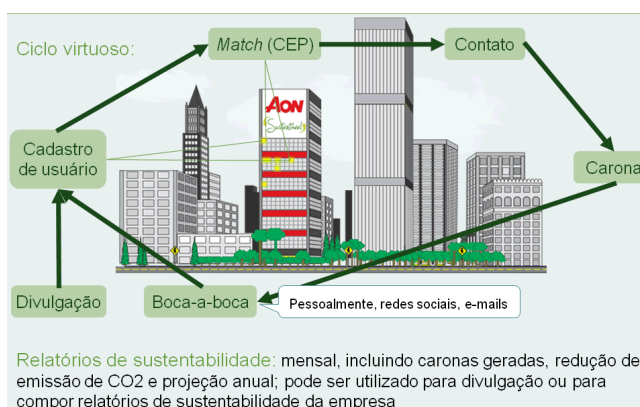 Ciclo virtuoso:
Match (CEP)
Contato
AON
Sustentável
Cadastro
de usuário
Carona
Divulgação
Boca-a-boca
Pessoalmente, redes sociais, e-mails
Relatórios de sustentabilidade: mensal, incluindo caronas geradas, redução de
emissão de CO2 e projeção anual; pode ser utilizado para divulgação ou para
compor relatórios de sustentabilidade da empresa